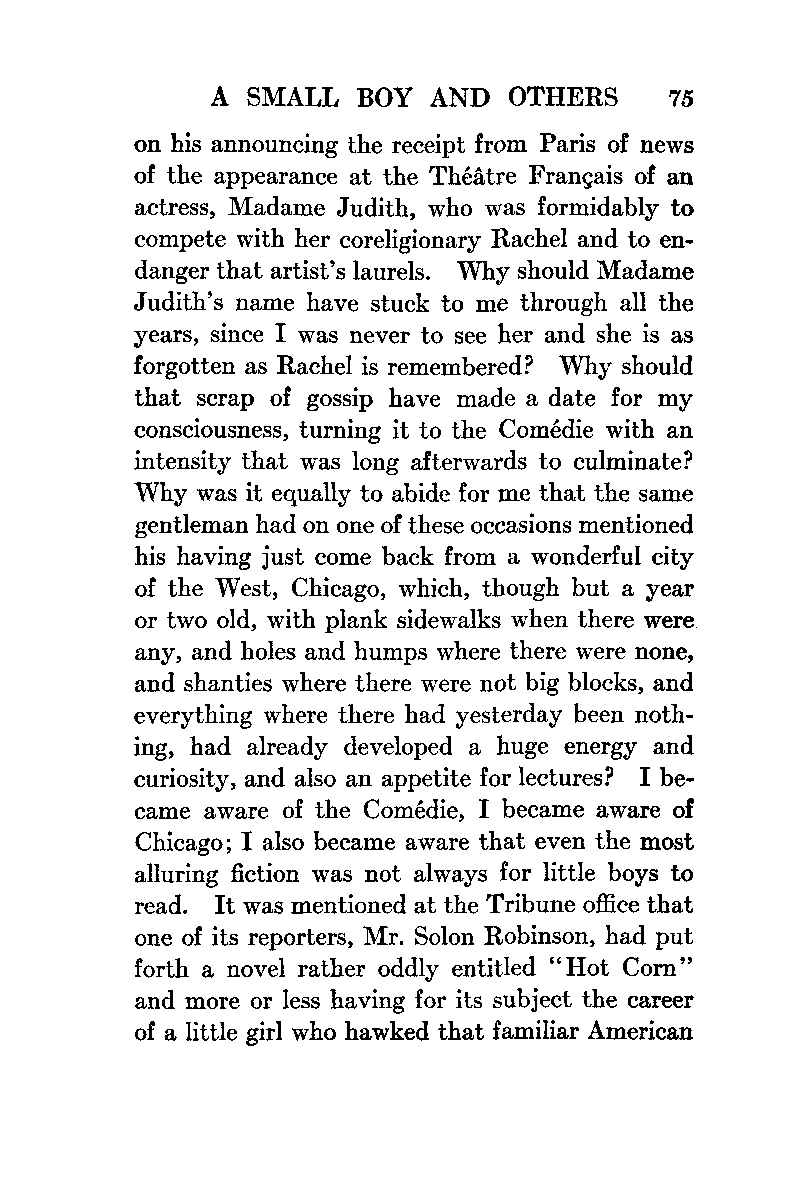 A SMALL BOY AND OTHERS 75
on his announcing the receipt from Paris of news
of the appearance at the Théâtre Français of an
actress, Madame Judith, who was formidably to
compete with her coreligionary Rachel and to en-
danger that artist's laurels. Why should Madame
Judith's name have stuck to me through all the
years, since I was never to see her and she is as
forgotten as Rachel is remembered? Why should
that scrap of gossip have made a date for my
consciousness, turning it to the Comédie with an
intensity that was long afterwards to culminate?
Why was it equally to abide for me that the same
gentleman had on one of these occasions mentioned
his having just come back from a wonderful city
of the West, Chicago, which, though but a year
or two old, with plank sidewalks when there were
any, and holes and humps where there were none,
and shanties where there were not big blocks, and
everything where there had yesterday been noth-
ing, had already developed a huge energy and
curiosity, and also an appetite for lectures? I be-
came aware of the Comédie, I became aware of
Chicago; I also became aware that even the most
alluring fiction was not always for little boys to
read. It was mentioned at the Tribune office that
one of its reporters, Mr. Solon Robinson, had put
forth a novel rather oddly entitled "Hot Corn"
and more or less having for its subject the career
of a little girl who hawked that familiar American